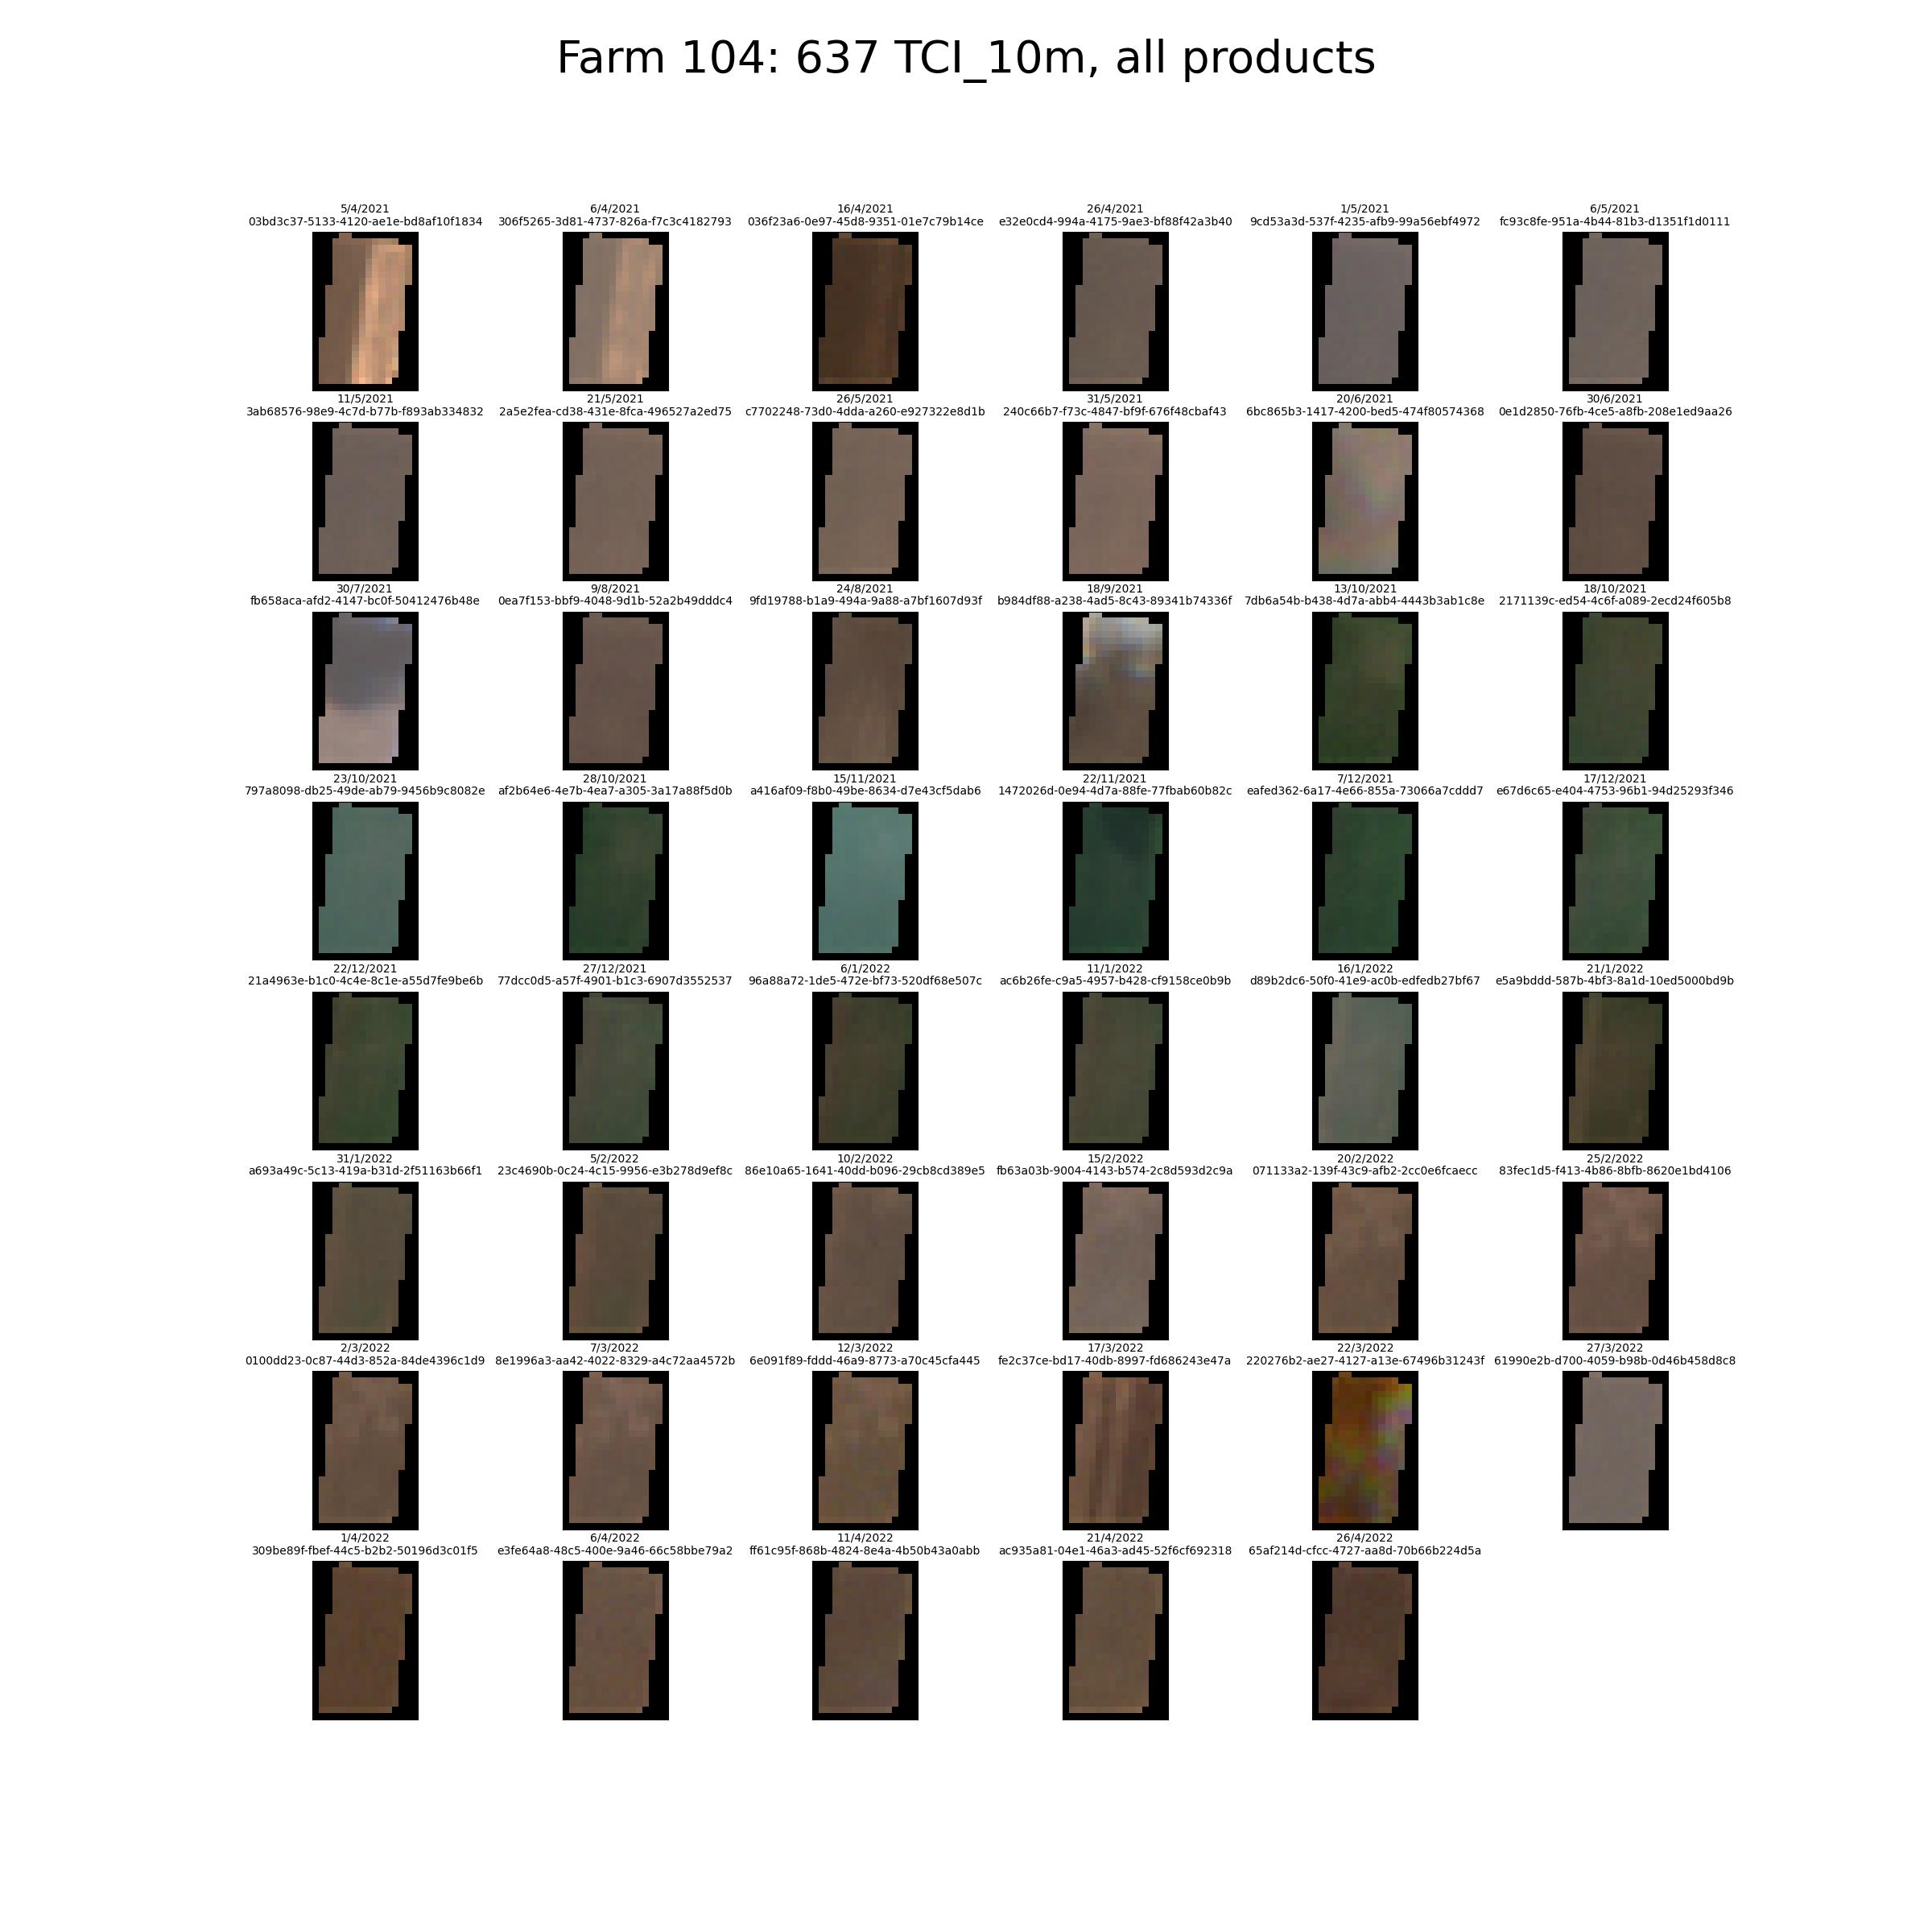 Farm 104: 637 TCI_10m, all products
5/4/2021 6/4/2021 16/4/2021 26/4/2021 1/5/2021 6/5/2021
03bd3c37-5133-4120-ae1e-bd8af10f1834 306f5265-3d81-4737-826a-f7c3c4182793 036f23a6-0e97-45d8-9351-01e7c79b14ce e32e0cd4-994a-4175-9ae3-bf88f42a3b40 9cd53a3d-537f-4235-afb9-99a56ebf4972 fc93c8fe-951a-4b44-81b3-d1351f1d0111
11/5/2021 21/5/2021 26/5/2021 31/5/2021 20/6/2021 30/6/2021
3ab68576-98e9-4c7d-b77b-f893ab334832 2a5e2fea-cd38-431e-8fca-496527a2ed75 c7702248-73d0-4dda-a260-e927322e8d1b 240c66b7-f73c-4847-bf9f-676f48cbaf43 6bc865b3-1417-4200-bed5-474f80574368 0e1d2850-76fb-4ce5-a8fb-208e1ed9aa26
30/7/2021 9/8/2021 24/8/2021 18/9/2021 13/10/2021 18/10/2021
fb658aca-afd2-4147-bc0f-50412476b48e 0ea7f153-bbf9-4048-9d1b-52a2b49dddc4 9fd19788-b1a9-494a-9a88-a7bf1607d93f b984df88-a238-4ad5-8c43-89341b74336f 7db6a54b-b438-4d7a-abb4-4443b3ab1c8e 2171139c-ed54-4c6f-a089-2ecd24f605b8
23/10/2021 28/10/2021 15/11/2021 22/11/2021 7/12/2021 17/12/2021
797a8098-db25-49de-ab79-9456b9c8082e af2b64e6-4e7b-4ea7-a305-3a17a88f5d0b a416af09-f8b0-49be-8634-d7e43cf5dab6 1472026d-0e94-4d7a-88fe-77fbab60b82c eafed362-6a17-4e66-855a-73066a7cddd7 e67d6c65-e404-4753-96b1-94d25293f346
22/12/2021 27/12/2021 6/1/2022 11/1/2022 16/1/2022 21/1/2022
21a4963e-b1c0-4c4e-8c1e-a55d7fe9be6b 77dcc0d5-a57f-4901-b1c3-6907d3552537 96a88a72-1de5-472e-bf73-520df68e507c ac6b26fe-c9a5-4957-b428-cf9158ce0b9b d89b2dc6-50f0-41e9-ac0b-edfedb27bf67 e5a9bddd-587b-4bf3-8a1d-10ed5000bd9b
31/1/2022 5/2/2022 10/2/2022 15/2/2022 20/2/2022 25/2/2022
a693a49c-5c13-419a-b31d-2f51163b66f1 23c4690b-0c24-4c15-9956-e3b278d9ef8c 86e10a65-1641-40dd-b096-29cb8cd389e5 fb63a03b-9004-4143-b574-2c8d593d2c9a 071133a2-139f-43c9-afb2-2cc0e6fcaecc 83fec1d5-f413-4b86-8bfb-8620e1bd4106
2/3/2022 7/3/2022 12/3/2022 17/3/2022 22/3/2022 27/3/2022
0100dd23-0c87-44d3-852a-84de4396c1d9 8e1996a3-aa42-4022-8329-a4c72aa4572b 6e091f89-fddd-46a9-8773-a70c45cfa445 fe2c37ce-bd17-40db-8997-fd686243e47a 220276b2-ae27-4127-a13e-67496b31243f 61990e2b-d700-4059-b98b-0d46b458d8c8
1/4/2022 6/4/2022 11/4/2022 21/4/2022 26/4/2022
309be89f-fbef-44c5-b2b2-50196d3c01f5 e3fe64a8-48c5-400e-9a46-66c58bbe79a2 ff61c95f-868b-4824-8e4a-4b50b43a0abb ac935a81-04e1-46a3-ad45-52f6cf692318 65af214d-cfcc-4727-aa8d-70b66b224d5a